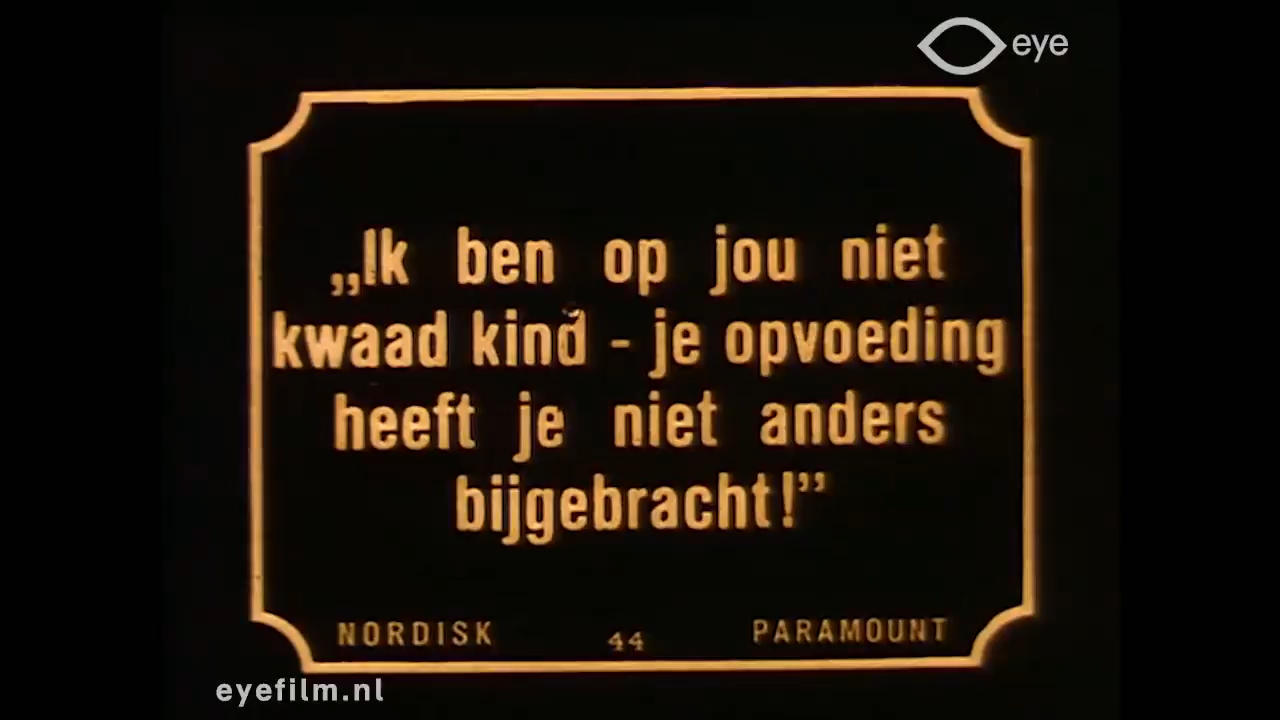 eye
„Ik ben op jou niet
kwaad kind - je opvoeding
heeft je niet anders
bijgebracht!”
NORDISK 44 PARAMOUNT
eyefilm.nl